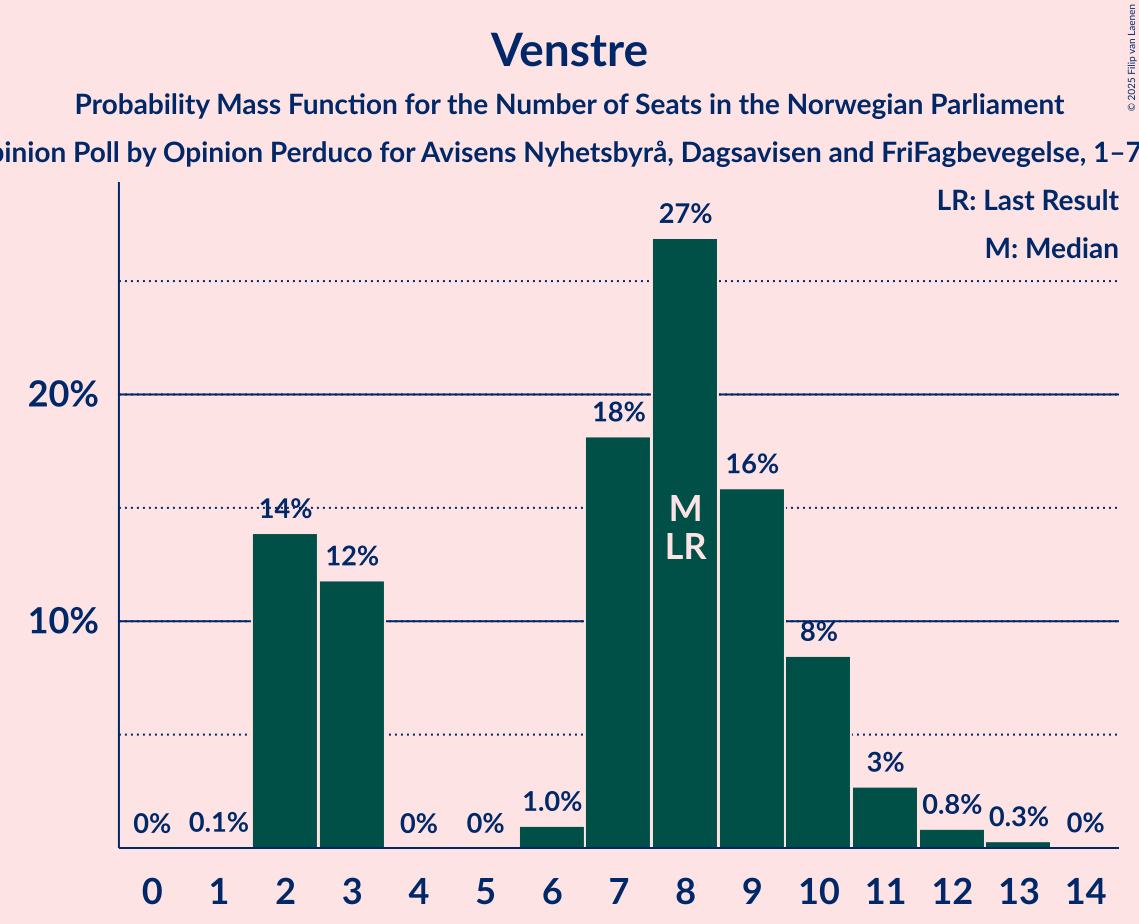 © 2025 Filip van Laenen
Venstre
Probability Mass Function for the Number of Seats in the Norwegian Parliament
Poll by Opinion Perduco for Avisens Nyhetsbyrå, Dagsavisen and FriFagbevegelse, 1–7
LR: Last Result
M: Median
27%
20%
18%
16%
14%
M
LR
12%
10%
8%
3%
0% 0.1% 0% 0% 1.0% 0.8% 0.3% 0%
0 1 2 3 4 5 6 7 8 9 10 11 12 13 14